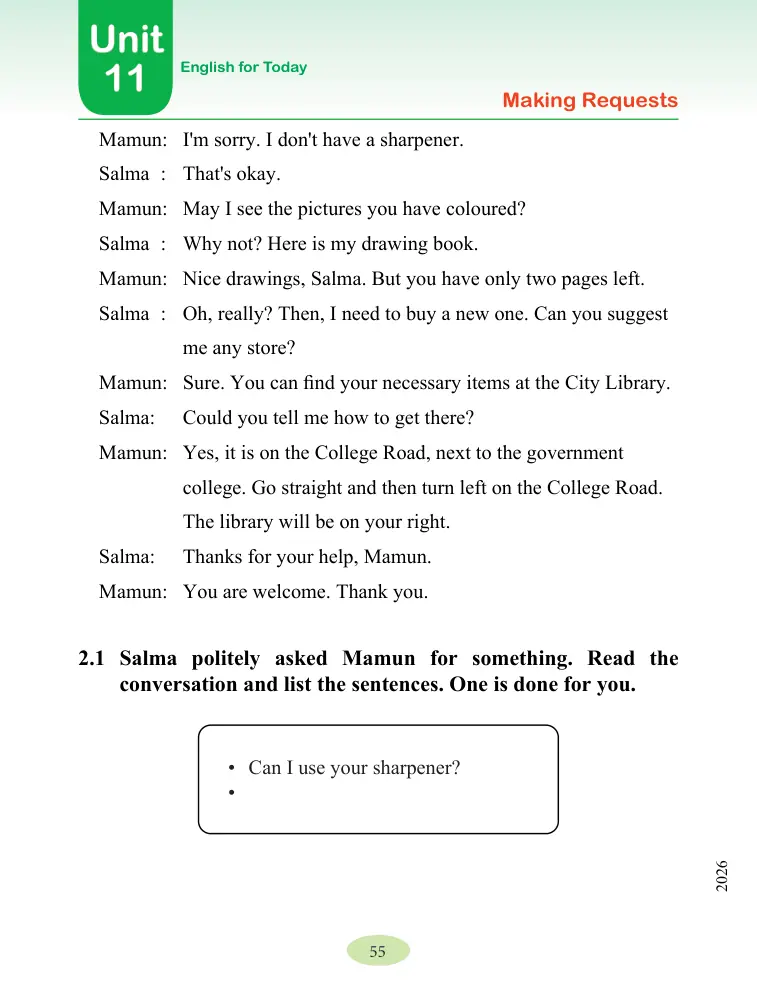 Unit
11
English for Today
Making Requests
Mamun: I'm sorry. I don't have a sharpener.
Salma : That's okay.
Mamun: May I see the pictures you have coloured?
Salma : Why not? Here is my drawing book.
Mamun: Nice drawings, Salma. But you have only two pages left.
Salma : Oh, really? Then, I need to buy a new one. Can you suggest
me any store?
Mamun: Sure. You can find your necessary items at the City Library.
Salma: Could you tell me how to get there?
Mamun: Yes, it is on the College Road, next to the government
college. Go straight and then turn left on the College Road.
The library will be on your right.
Salma: Thanks for your help, Mamun.
Mamun: You are welcome. Thank you.
2.1 Salma politely asked Mamun for something. Read the
conversation and list the sentences. One is done for you.
• Can I use your sharpener?
•
2026
55